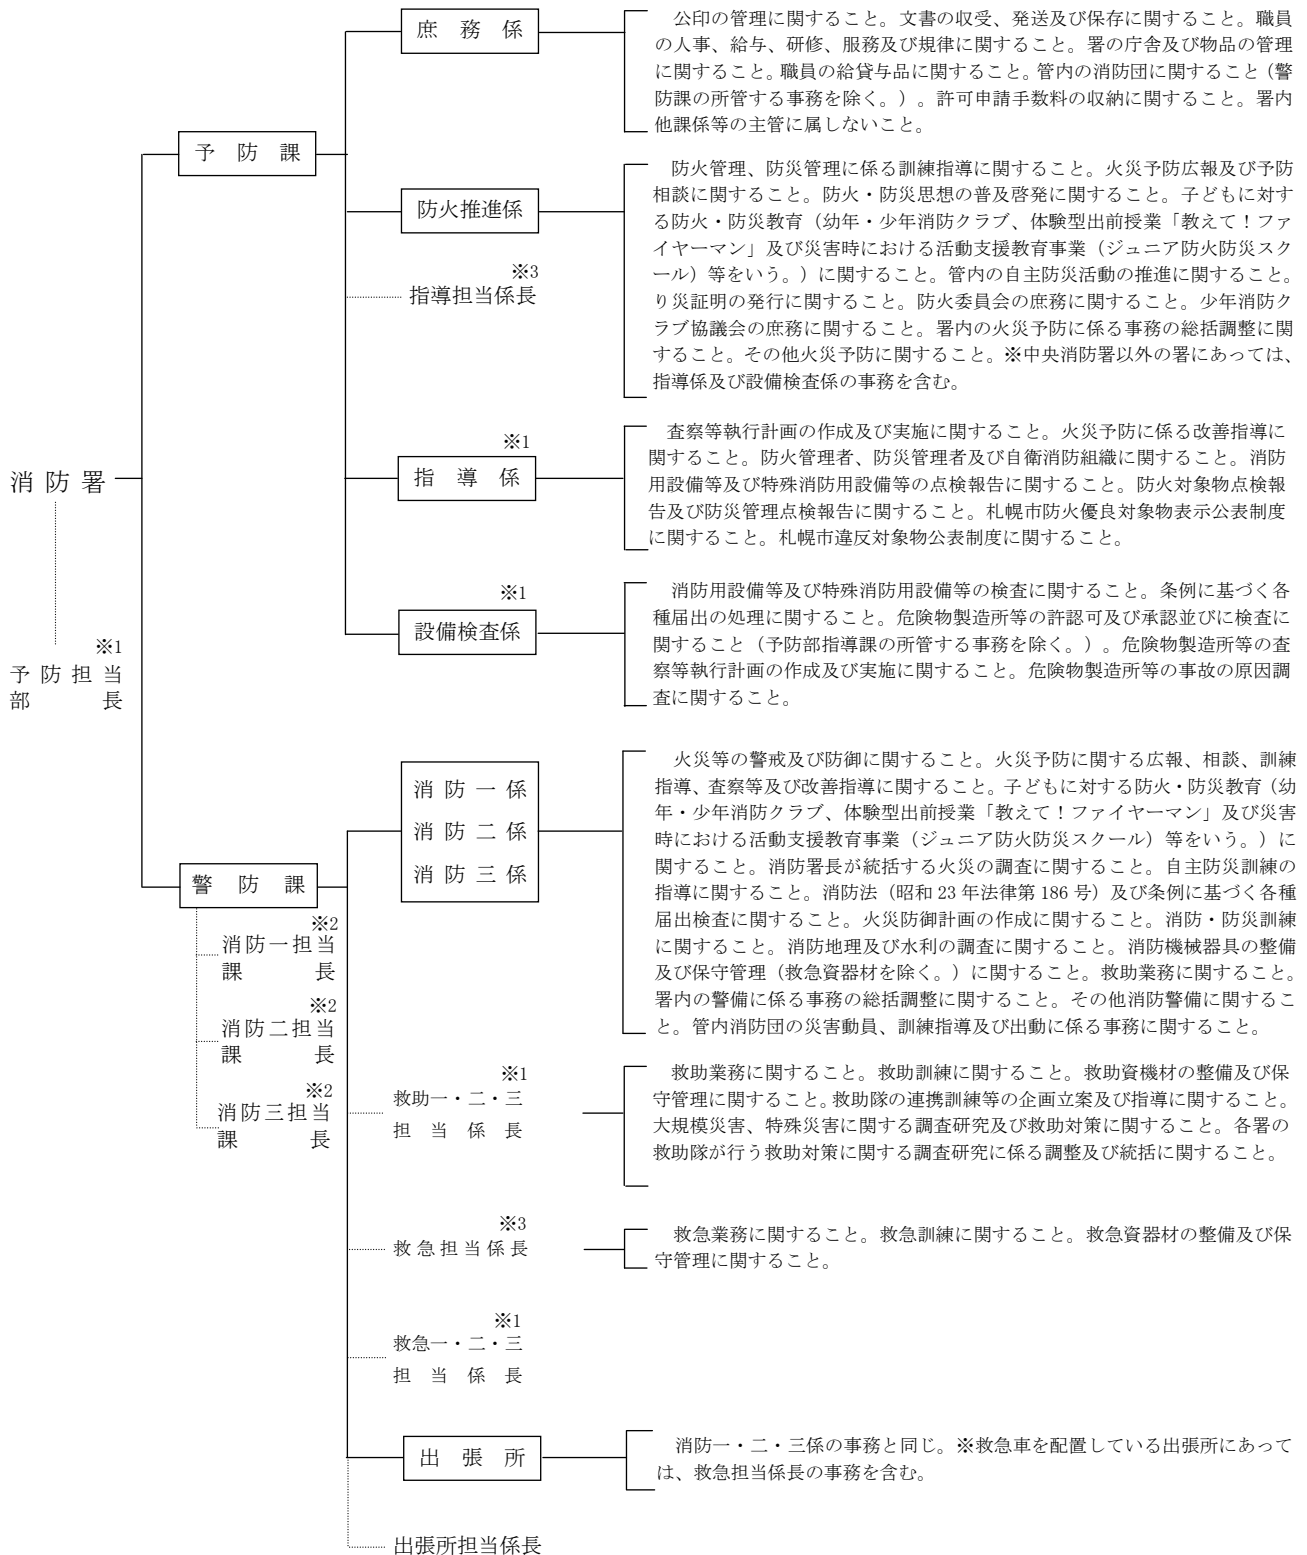 消防署
※1
予防担当
部長
予防課
庶務係
公印の管理に関すること。文書の収受、発送及び保存に関すること。職員
の人事、給与、研修、服務及び規律に関すること。署の庁舎及び物品の管理
に関すること。職員の給貸与品に関すること。管内の消防団に関すること（警
防課の所管する事務を除く。）。許可申請手数料の収納に関すること。署内
他課係等の主管に属しないこと。
防火推進係
※3
指導担当係長
防火管理、防災管理に係る訓練指導に関すること。火災予防広報及び予防
相談に関すること。防火・防災思想の普及啓発に関すること。子どもに対す
る防火・防災教育（幼年・少年消防クラブ、体験型出前授業「教えて！ファ
イヤーマン」及び災害時における活動支援教育事業（ジュニア防火防災スク
ール）等をいう。）に関すること。管内の自主防災活動の推進に関すること。
り災証明の発行に関すること。防火委員会の庶務に関すること。少年消防ク
ラブ協議会の庶務に関すること。署内の火災予防に係る事務の総括調整に関
すること。その他火災予防に関すること。※中央消防署以外の署にあっては、
指導係及び設備検査係の事務を含む。
※1
指導係
査察等執行計画の作成及び実施に関すること。火災予防に係る改善指導に
関すること。防火管理者、防災管理者及び自衛消防組織に関すること。消防
用設備等及び特殊消防用設備等の点検報告に関すること。防火対象物点検報
告及び防災管理点検報告に関すること。札幌市防火優良対象物表示公表制度
に関すること。札幌市違反対象物公表制度に関すること。
※1
設備検査係
消防用設備等及び特殊消防用設備等の検査に関すること。条例に基づく各
種届出の処理に関すること。危険物製造所等の許認可及び承認並びに検査に
関すること（予防部指導課の所管する事務を除く。）。危険物製造所等の査
察等執行計画の作成及び実施に関すること。危険物製造所等の事故の原因調
査に関すること。
警防課
※2
消防一担当
課長
※2
消防二担当
課長
※2
消防三担当
課長
消防一係
消防二係
消防三係
火災等の警戒及び防御に関すること。火災予防に関する広報、相談、訓練
指導、査察等及び改善指導に関すること。子どもに対する防火・防災教育（幼
年・少年消防クラブ、体験型出前授業「教えて！ファイヤーマン」及び災害
時における活動支援教育事業（ジュニア防火防災スクール）等をいう。）に
関すること。消防署長が統括する火災の調査に関すること。自主防災訓練の
指導に関すること。消防法（昭和 23 年法律第 186 号）及び条例に基づく各種
届出検査に関すること。火災防御計画の作成に関すること。消防・防災訓練
に関すること。消防地理及び水利の調査に関すること。消防機械器具の整備
及び保守管理（救急資器材を除く。）に関すること。救助業務に関すること。
署内の警備に係る事務の総括調整に関すること。その他消防警備に関するこ
と。管内消防団の災害動員、訓練指導及び出動に係る事務に関すること。
※1
救助一・二・三
担当係長
救助業務に関すること。救助訓練に関すること。救助資機材の整備及び保
守管理に関すること。救助隊の連携訓練等の企画立案及び指導に関すること。
大規模災害、特殊災害に関する調査研究及び救助対策に関すること。各署の
救助隊が行う救助対策に関する調査研究に係る調整及び統括に関すること。
※3
救急担当係長
救急業務に関すること。救急訓練に関すること。救急資器材の整備及び保
守管理に関すること。
※1
救急一・二・三
担当係長
出張所
消防一・二・三係の事務と同じ。※救急車を配置している出張所にあって
は、救急担当係長の事務を含む。
出張所担当係長